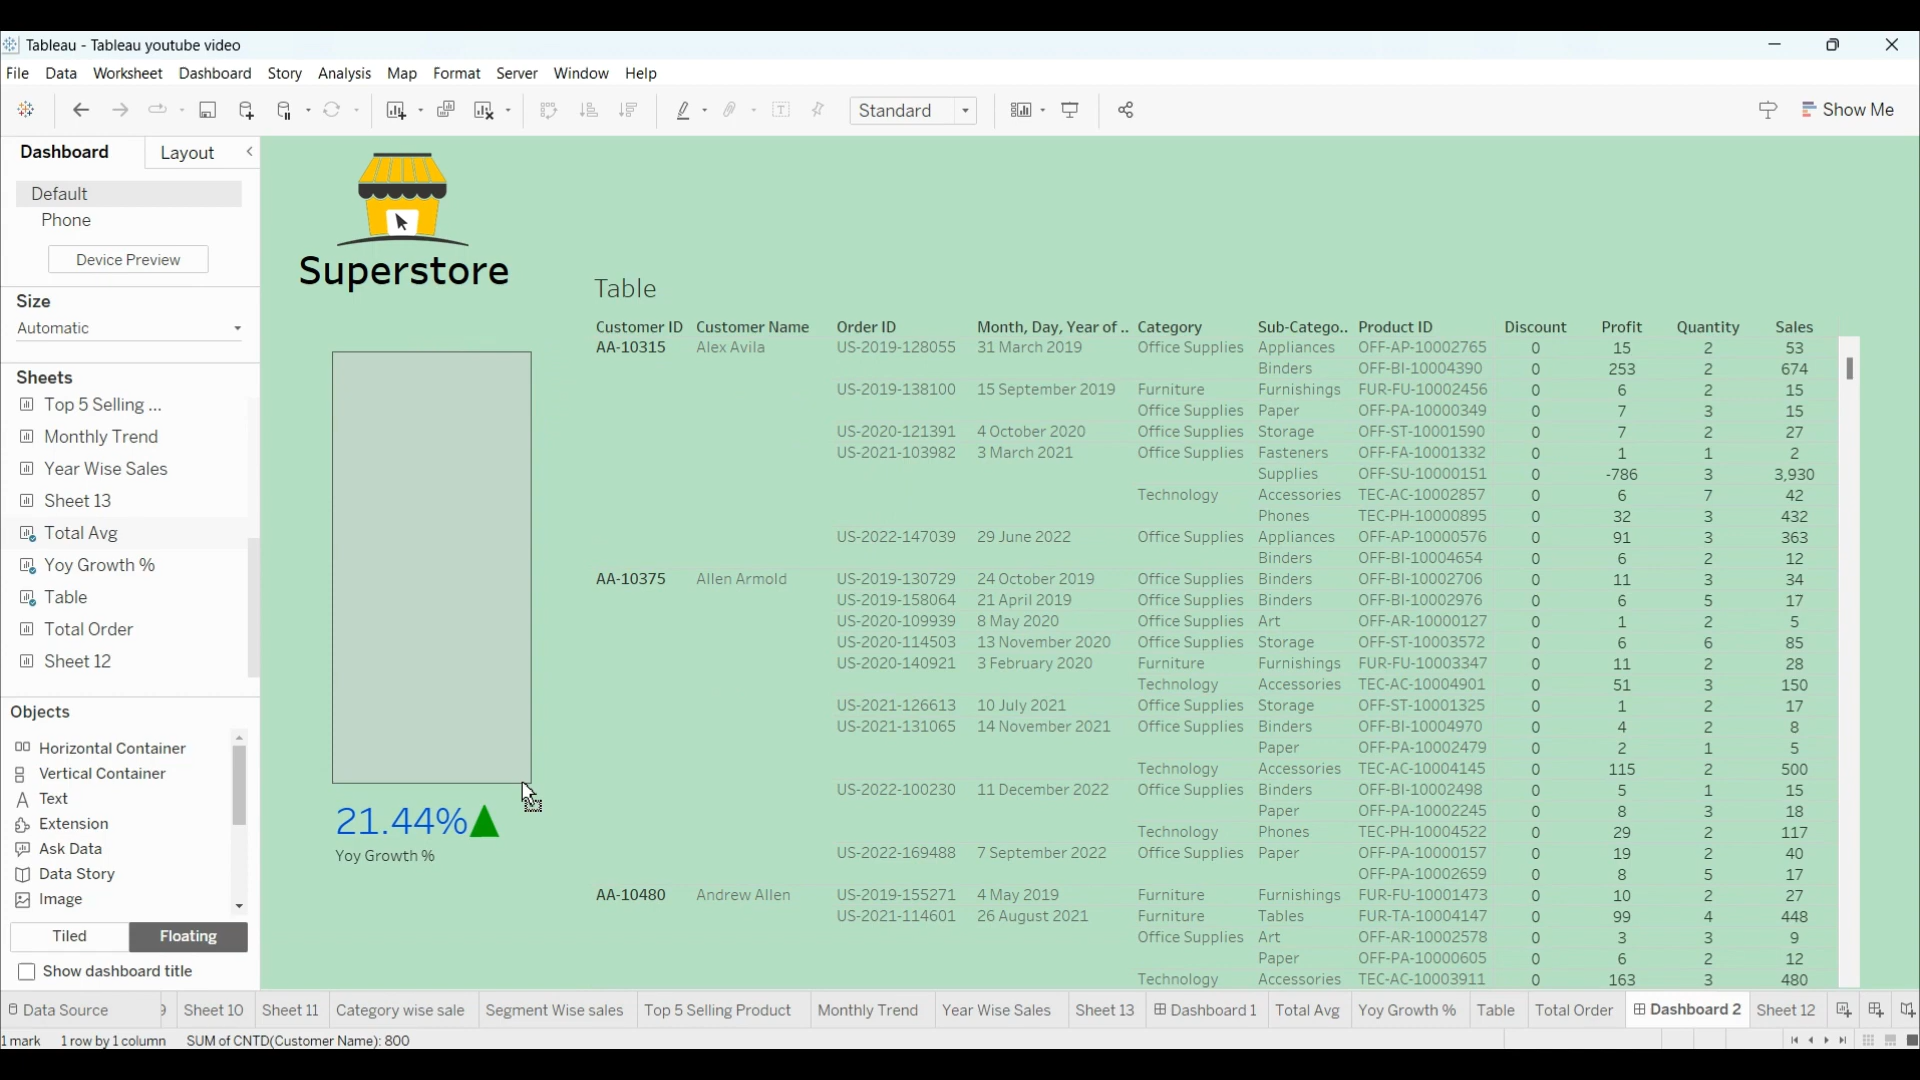 Tableau - Tableau youtube video
File Data Worksheet Dashboard Story Analysis Map Format Server Window Help
Standard Show Me
Dashboard Layout
Default
Phone
Device Preview
Size
Automatic
Sheets
Top 5 Selling ...
Monthly Trend
Year Wise Sales
Sheet 13
Total Avg
Yoy Growth %
Table
Total Order
Sheet 12
Objects
Horizontal Container
Vertical Container
Text
Extension
Ask Data
Data Story
Image
Tiled Floating
Show dashboard title
Superstore
21.44%▲
Yoy Growth %
Table
Customer ID Customer Name Order ID Month, Day, Year of .. Category Sub-Catego.. Product ID Discount Profit Quantity Sales
AA-10315 Alex Avila US-2019-128055 31 March 2019 Office Supplies Appliances OFF-AP-10002765 0 15 2 53
Binders OFF-BI-10004390 0 253 2 674
US-2019-138100 15 September 2019 Furniture Furnishings FUR-FU-10002456 0 6 2 15
Office Supplies Paper OFF-PA-10000349 0 7 3 15
US-2020-121391 4 October 2020 Office Supplies Storage OFF-ST-10001590 0 7 2 27
US-2021-103982 3 March 2021 Office Supplies Fasteners OFF-FA-10001332 0 1 1 2
Supplies OFF-SU-10000151 0 -786 3 3,930
Technology Accessories TEC-AC-10002857 0 6 7 42
Phones TEC-PH-10000895 0 32 3 432
US-2022-147039 29 June 2022 Office Supplies Appliances OFF-AP-10000576 0 91 3 363
Binders OFF-BI-10004654 0 6 2 12
AA-10375 Allen Armold US-2019-130729 24 October 2019 Office Supplies Binders OFF-BI-10002706 0 11 3 34
US-2019-158064 21 April 2019 Office Supplies Binders OFF-BI-10002976 0 6 5 17
US-2020-109939 8 May 2020 Office Supplies Art OFF-AR-10000127 0 1 2 5
US-2020-114503 13 November 2020 Office Supplies Storage OFF-ST-10003572 0 6 6 85
US-2020-140921 3 February 2020 Furniture Furnishings FUR-FU-10003347 0 11 2 28
Technology Accessories TEC-AC-10004901 0 51 3 150
US-2021-126613 10 July 2021 Office Supplies Storage OFF-ST-10001325 0 1 2 17
US-2021-131065 14 November 2021 Office Supplies Binders OFF-BI-10004970 0 4 2 8
Paper OFF-PA-10002479 0 2 1 5
Technology Accessories TEC-AC-10004145 0 115 2 500
US-2022-100230 11 December 2022 Office Supplies Binders OFF-BI-10002498 0 5 1 15
Paper OFF-PA-10002245 0 8 3 18
Technology Phones TEC-PH-10004522 0 29 2 117
US-2022-169488 7 September 2022 Office Supplies Paper OFF-PA-10000157 0 19 2 40
OFF-PA-10002659 0 8 5 17
AA-10480 Andrew Allen US-2019-155271 4 May 2019 Furniture Furnishings FUR-FU-10001473 0 10 2 27
US-2021-114601 26 August 2021 Furniture Tables FUR-TA-10004147 0 99 4 448
Office Supplies Art OFF-AR-10002578 0 3 3 9
Paper OFF-PA-10000605 0 6 2 12
Technology Accessories TEC-AC-10003911 0 163 3 480
Data Source 9 Sheet 10 Sheet 11 Category wise sale Segment Wise sales Top 5 Selling Product Monthly Trend Year Wise Sales Sheet 13 Dashboard 1 Total Avg Yoy Growth % Table Total Order Dashboard 2 Sheet 12
1 mark 1 row by 1 column SUM of CNTD(Customer Name): 800